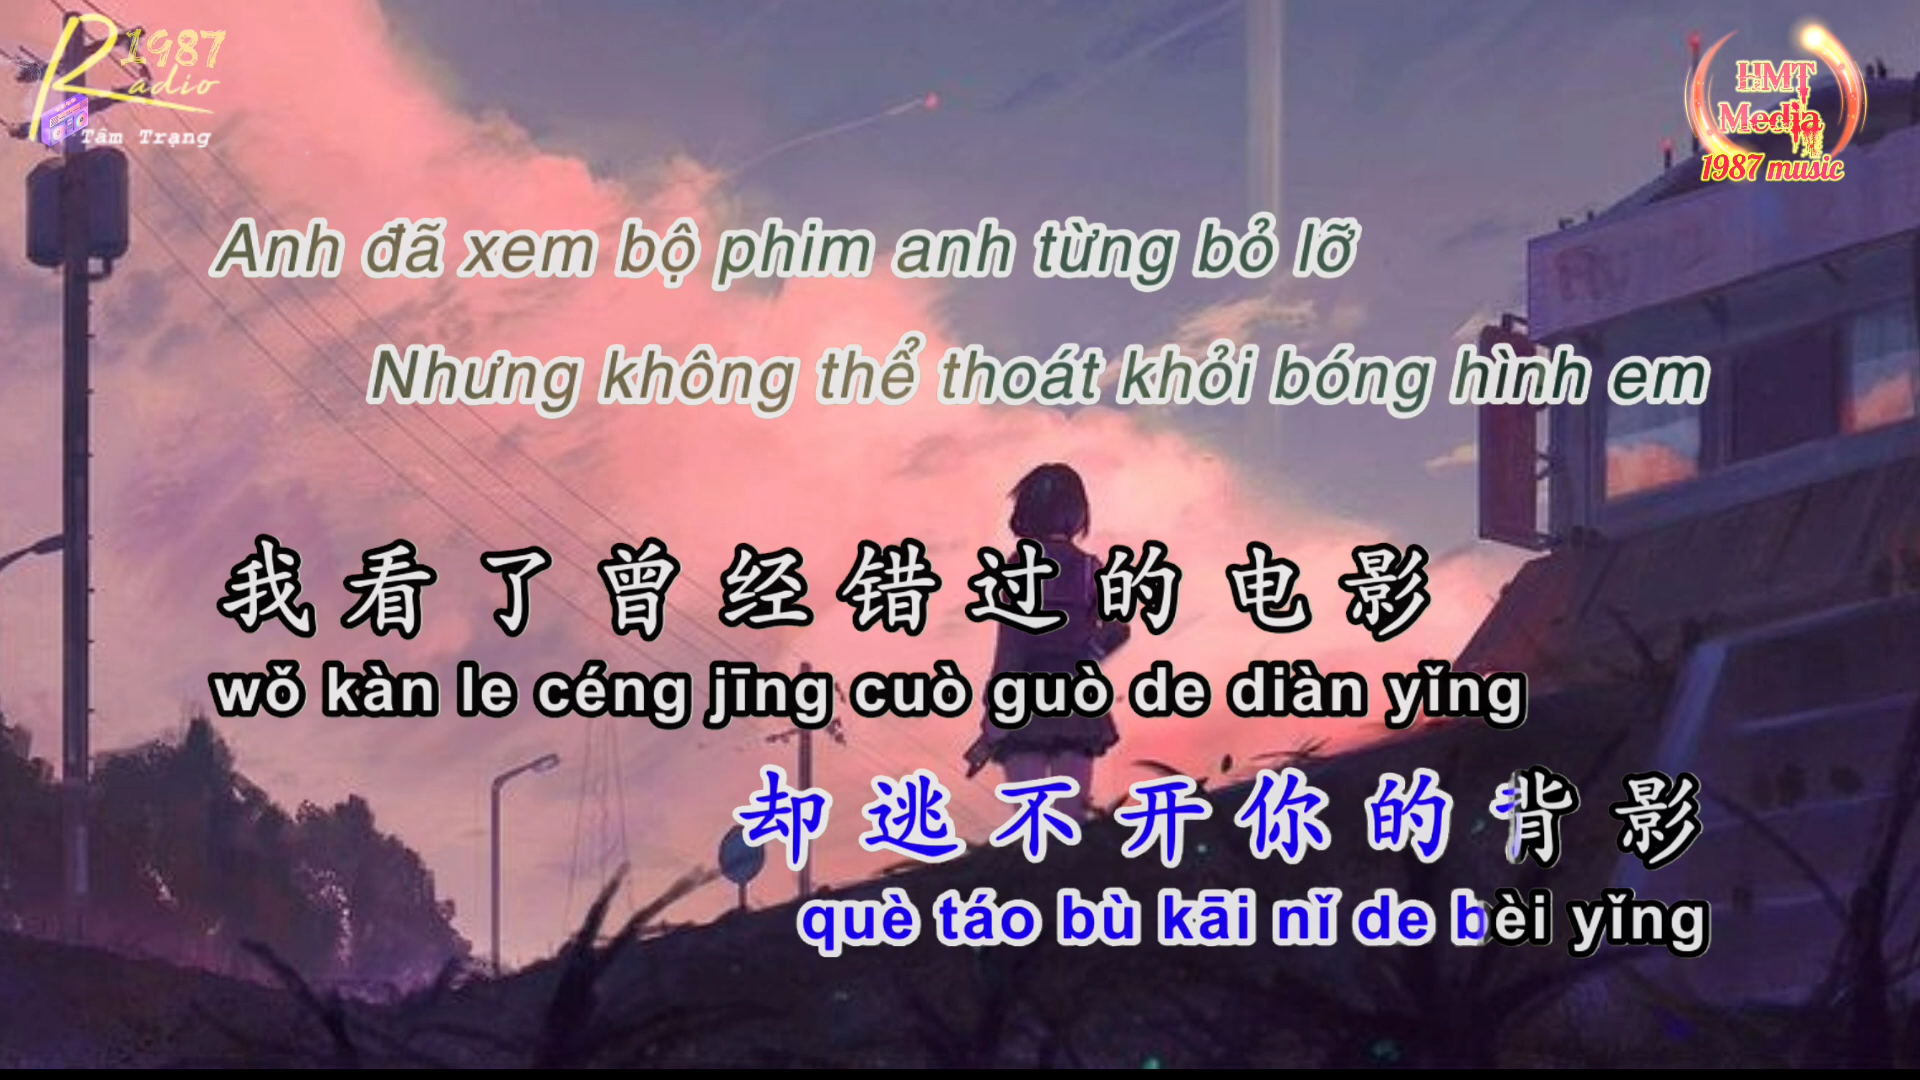 1987
Radio
Tâm Trạng
HMT
Media
1987 music
Anh đã xem bộ phim anh từng bỏ lỡ
Nhưng không thể thoát khỏi bóng hình em
我看了曾经错过的电影
wǒ kàn le céng jīng cuò guò de diàn yǐng
却逃不开你的背影
què táo bù kāi nǐ de bèi yǐng